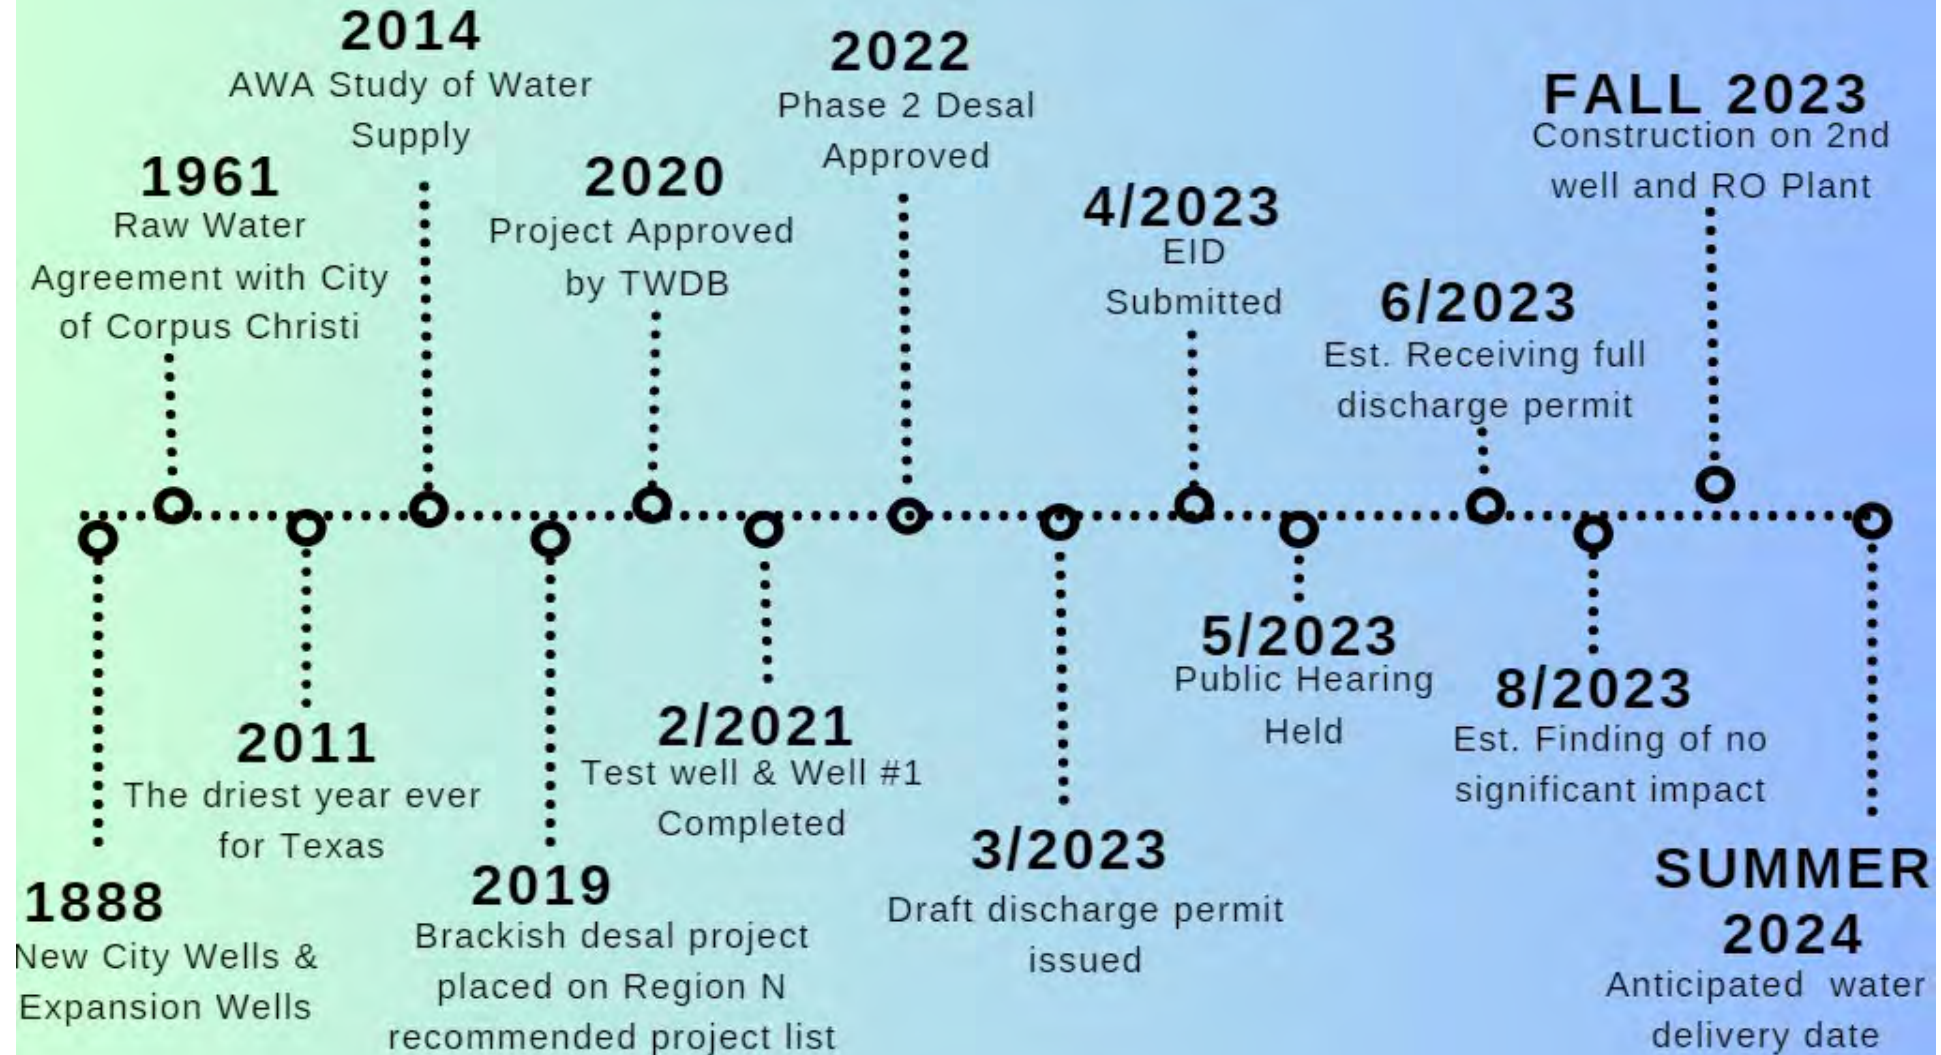 2014
AWA Study of Water
Supply
2022
Phase 2 Desal
Approved
FALL 2023
Construction on 2nd
well and RO Plant
1961
Raw Water
Agreement with City
of Corpus Christi
2020
Project Approved
by TWDB
4/2023
EID
Submitted
6/2023
Est. Receiving full
discharge permit
1888
New City Wells &
Expansion Wells
2011
The driest year ever
for Texas
2019
Brackish desal project
placed on Region N
recommended project list
2/2021
Test well & Well #1
Completed
3/2023
Draft discharge permit
issued
5/2023
Public Hearing
Held
8/2023
Est. Finding of no
significant impact
SUMMER
2024
Anticipated water
delivery date